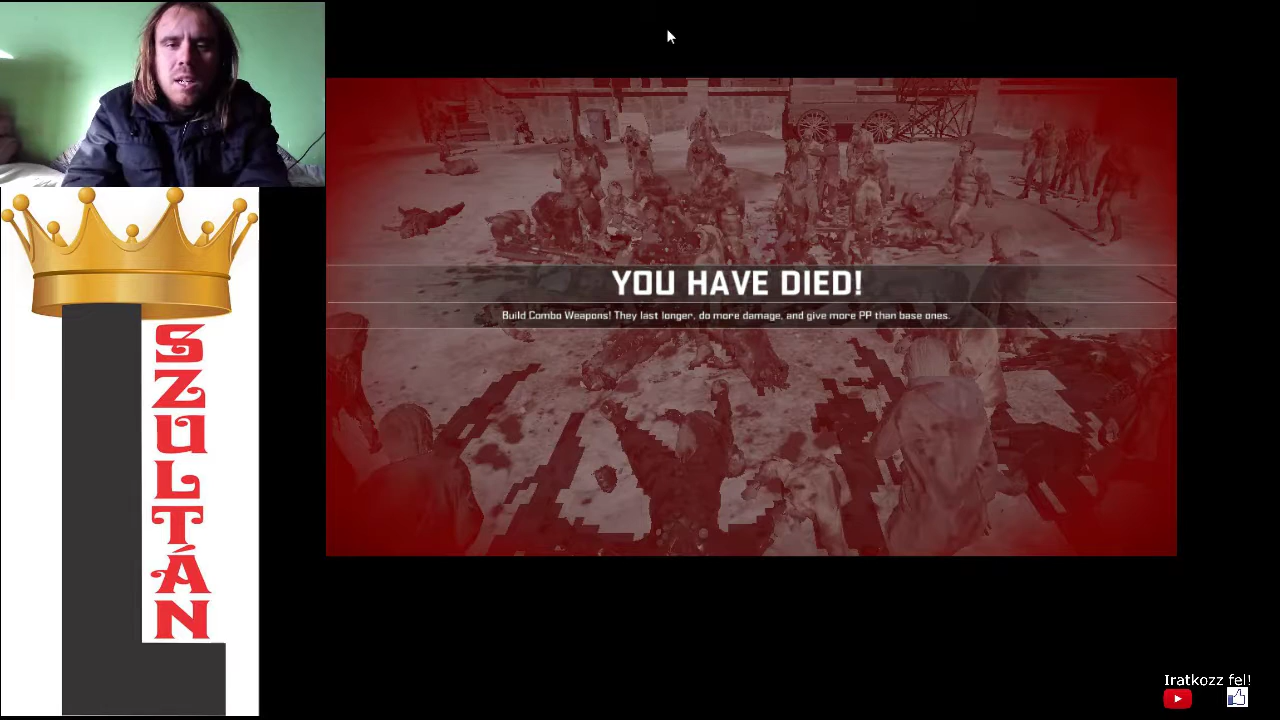 YOU HAVE DIED!
Build Combo Weapons! They last longer, do more damage, and give more PP than base ones.
L
SZULTÁN
Iratkozz fel!